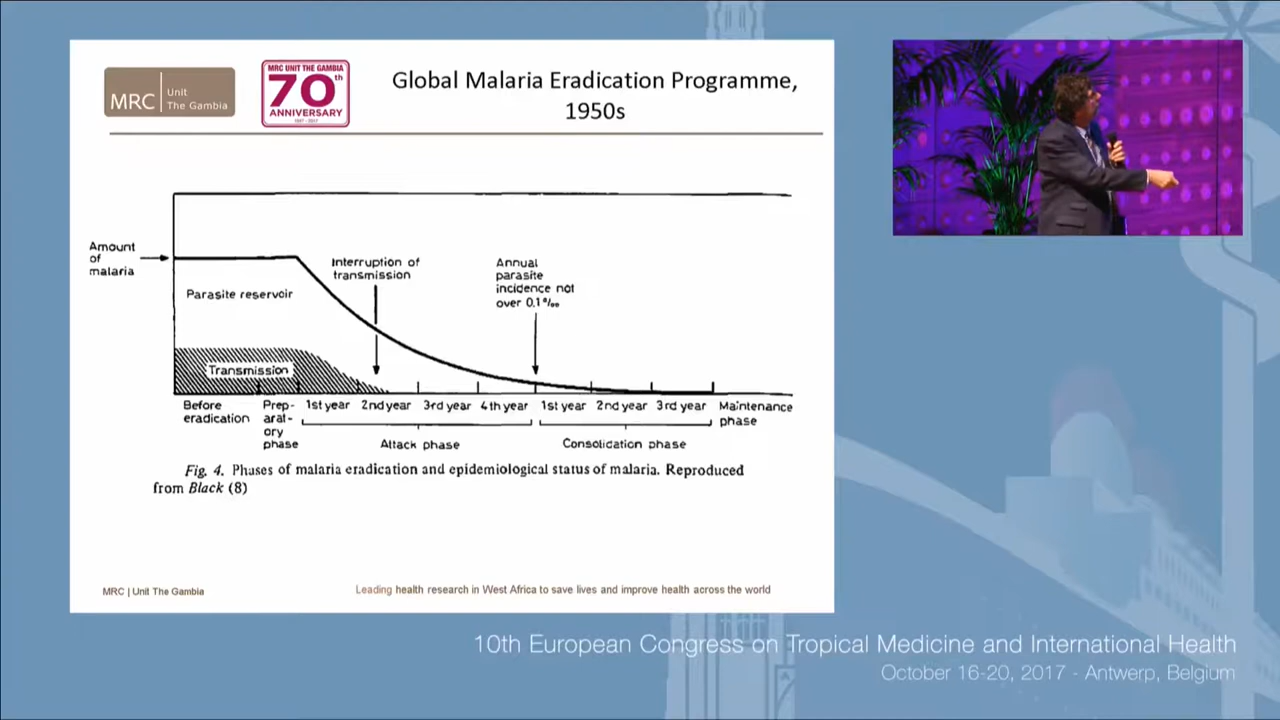 MRC
Unit
The Gambia
MRC UNIT THE GAMBIA
70th
ANNIVERSARY
1947 - 2017
Global Malaria Eradication Programme,
1950s
Amount
of
malaria
Parasite reservoir
Interruption of
transmission
Annual
parasite
incidence not
over 0.1‰
Transmission
Before
eradication
Prep-
arat-
ory
phase
1st year
2nd year
3rd year
4th year
1st year
2nd year
3rd year
Maintenance
phase
Attack phase
Consolidation phase
Fig. 4. Phases of malaria eradication and epidemiological status of malaria. Reproduced
from Black (8)
MRC | Unit The Gambia
Leading health research in West Africa to save lives and improve health across the world
10th European Congress on Tropical Medicine and International Health
October 16-20, 2017 - Antwerp, Belgium